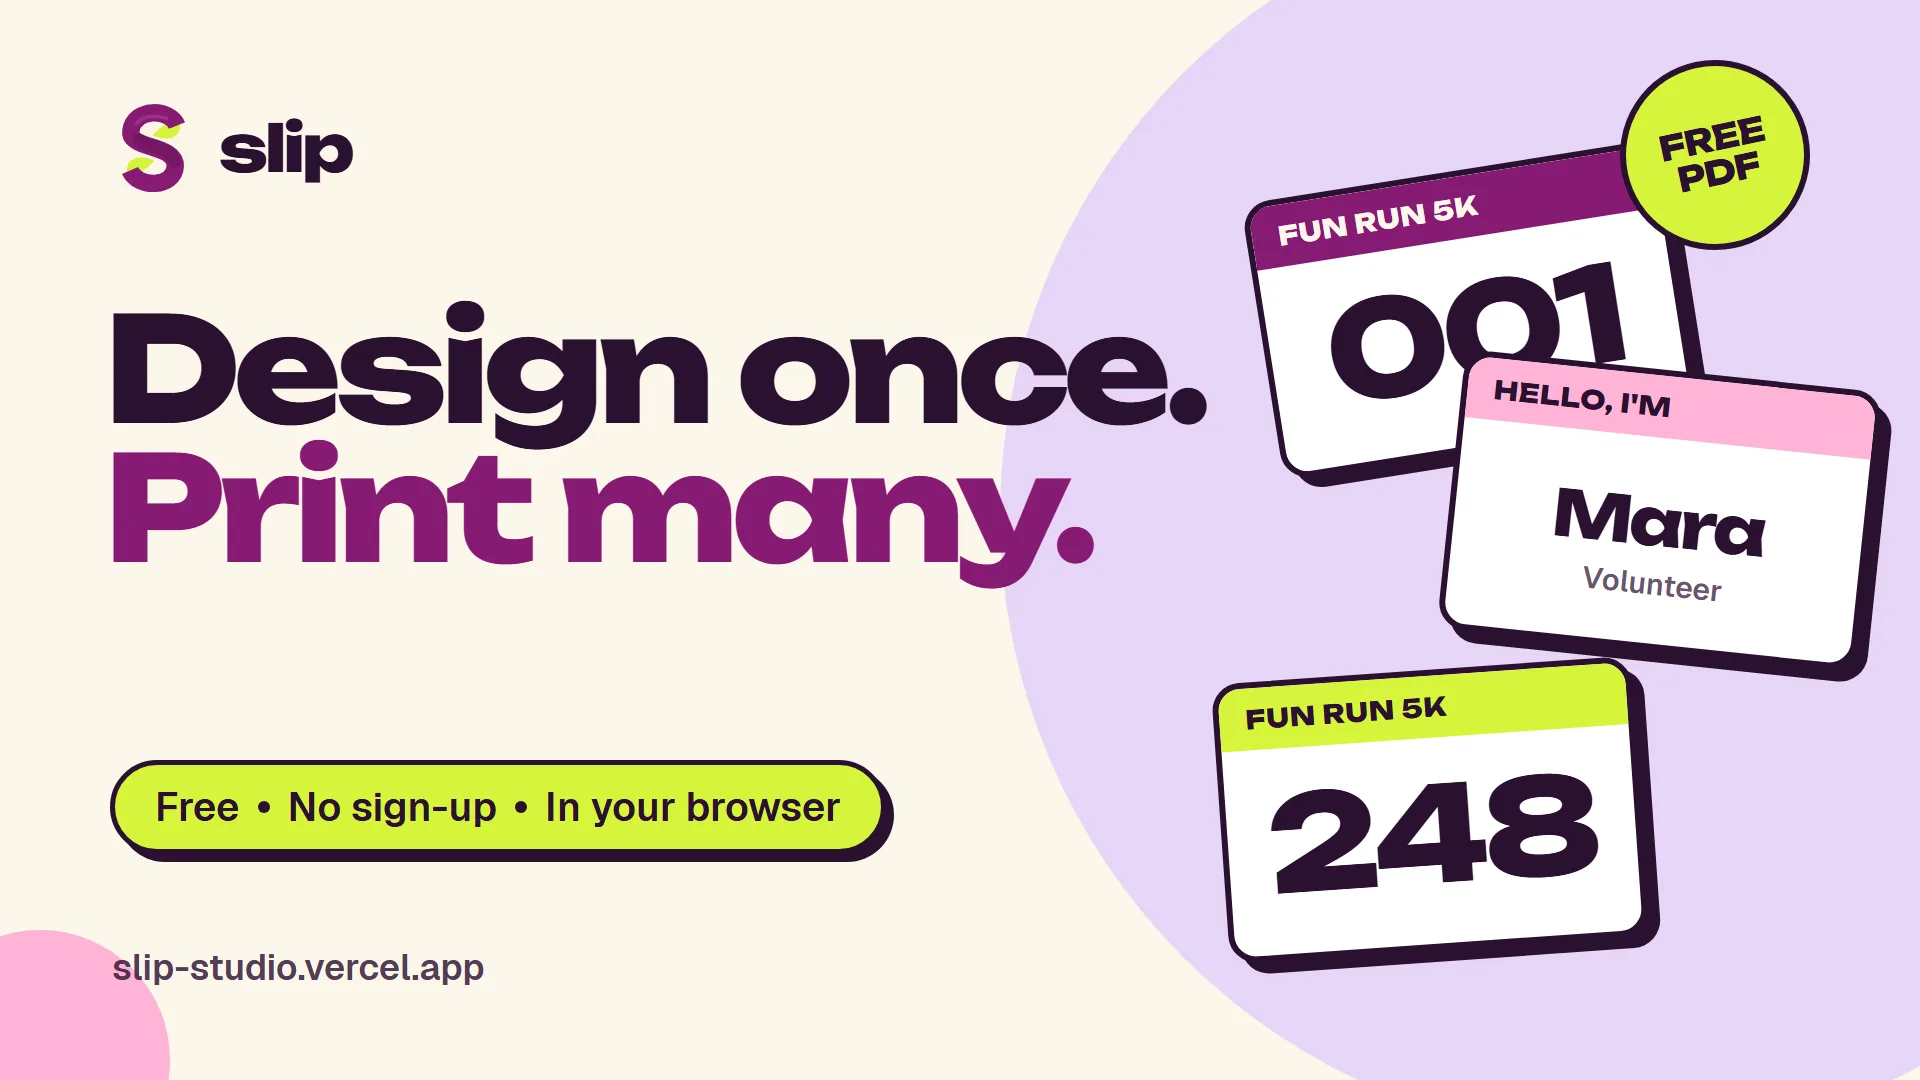 slip
Design once.
Print many.
Free • No sign-up • In your browser
slip-studio.vercel.app
FREE
PDF
FUN RUN 5K
001
HELLO, I'M
Mara
Volunteer
FUN RUN 5K
248